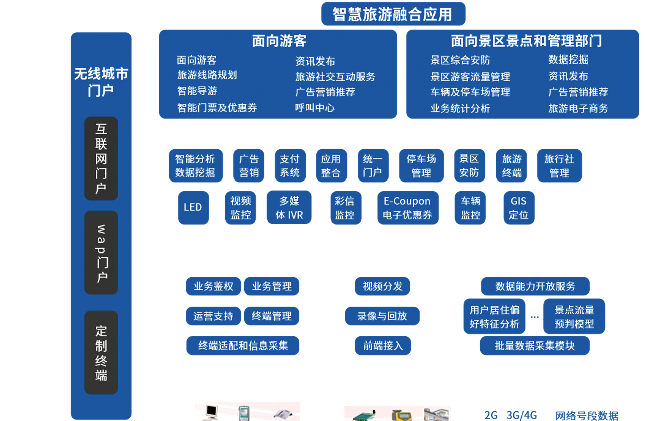 智慧旅游融合应用
无线城市
门户
互联网门户
wap门户
定制终端
面向游客
面向游客
旅游线路规划
智能导游
智能门票及优惠券
资讯发布
旅游社交互动服务
广告营销推荐
呼叫中心
面向景区景点和管理部门
景区综合安防
景区游客流量管理
车辆及停车场管理
业务统计分析
数据挖掘
资讯发布
广告营销推荐
旅游电子商务
智能分析
数据挖掘
广告
营销
支付
系统
应用
整合
统一
门户
停车场
管理
景区
安防
旅游
终端
旅行社
管理
LED
视频
监控
多媒
体 IVR
彩信
监控
E-Coupon
电子优惠券
车辆
监控
GIS
定位
业务鉴权
业务管理
视频分发
数据能力开放服务
运营支持
终端管理
录像与回放
用户居住偏
好特征分析
...
景点流量
预判模型
终端适配和信息采集
前端接入
批量数据采集模块
2G 3G/4G 网络号段数据